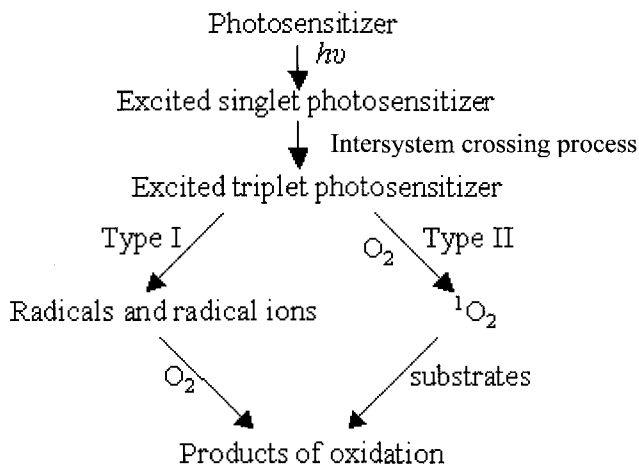 Photosensitizer
hυ
Excited singlet photosensitizer
Intersystem crossing process
Excited triplet photosensitizer
Type I
O₂ Type II
Radicals and radical ions
¹O₂
O₂
substrates
Products of oxidation